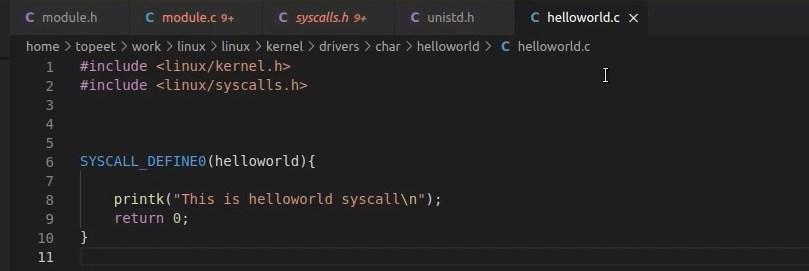 C module.h C module.c 9+ C syscalls.h 9+ C unistd.h C helloworld.c ×
home > topeet > work > linux > linux > kernel > drivers > char > helloworld > C helloworld.c
1 #include <linux/kernel.h>
2 #include <linux/syscalls.h>
3
4
5
6 SYSCALL_DEFINE0(helloworld){
7
8 printk("This is helloworld syscall\n");
9 return 0;
10 }
11